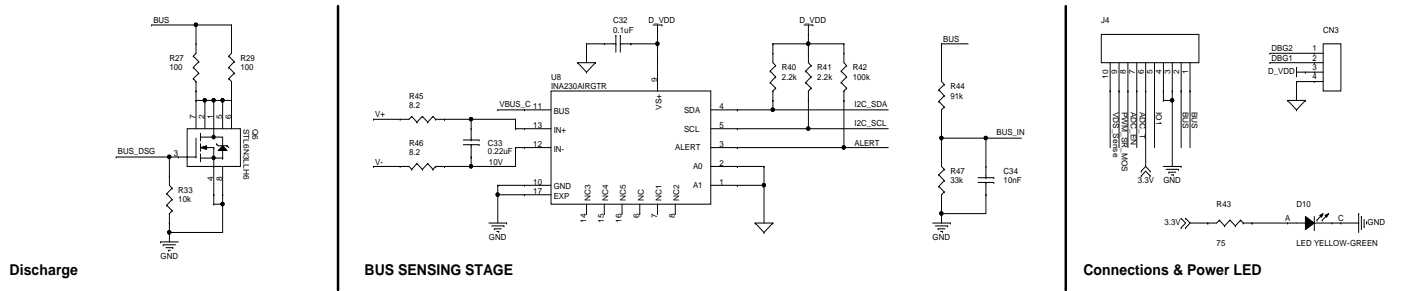 BUS
R27
100
R29
100
7
2
1
5
6
Q6
STL6N3LLH6
BUS_DSG
3
4
8
R33
10k
GND
Discharge
C32
0.1uF
D_VDD
D_VDD
R40
2.2k
R41
2.2k
R42
100k
U8
INA230AIRGTR
9
VS+
VBUS_C
11
BUS
R45
8.2
V+
13
IN+
C33
0.22uF
10V
R46
8.2
V-
12
IN-
SDA
4
I2C_SDA
SCL
5
I2C_SCL
ALERT
3
ALERT
A0
2
A1
1
10
GND
17
EXP
NC3
NC4
NC5
NC
NC1
NC2
14
15
16
6
7
8
GND
BUS
R44
91k
BUS_IN
R47
33k
C34
10nF
GND
BUS SENSING STAGE
J4
10
9
8
7
6
5
4
3
2
1
VDS_Sense
PWM_SR_MOS
ADC_EN
ADC_T
IO1
BUS
BUS
3.3V
GND
CN3
DBG2
1
DBG1
2
D_VDD
3
4
R43
75
3.3V
D10
A
C
GND
LED YELLOW-GREEN
Connections & Power LED